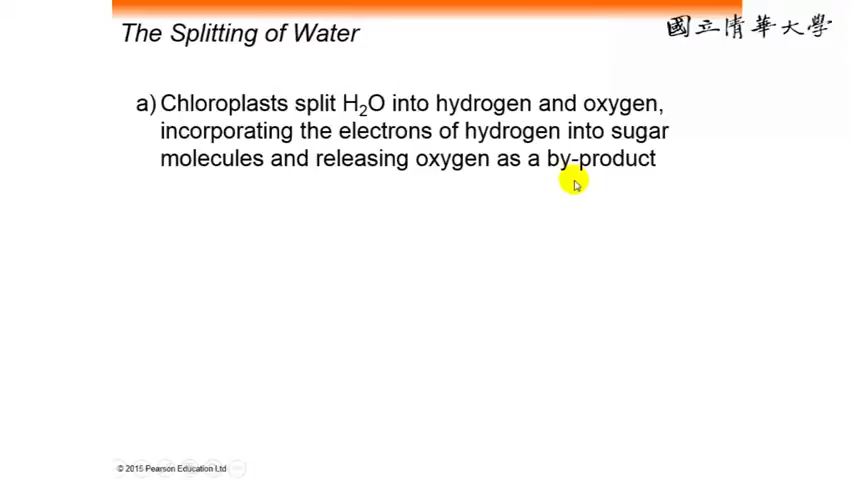 The Splitting of Water
國立清華大學
a) Chloroplasts split H₂O into hydrogen and oxygen,
incorporating the electrons of hydrogen into sugar
molecules and releasing oxygen as a by-product
© 2015 Pearson Education Ltd